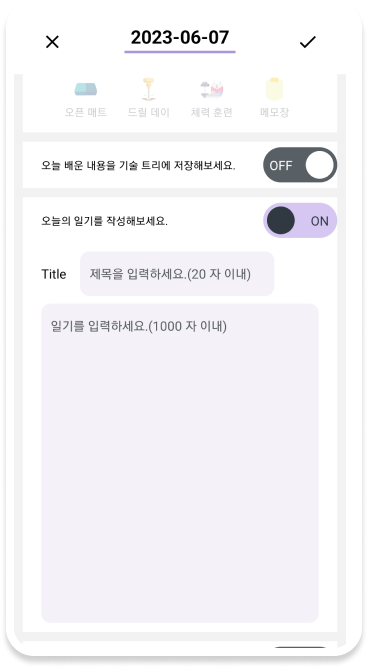 2023-06-07
오픈 매트 드릴 데이 체력 훈련 메모장
오늘 배운 내용을 기술 트리에 저장해보세요. OFF
오늘의 일기를 작성해보세요. ON
Title 제목을 입력하세요.(20 자 이내)
일기를 입력하세요.(1000 자 이내)